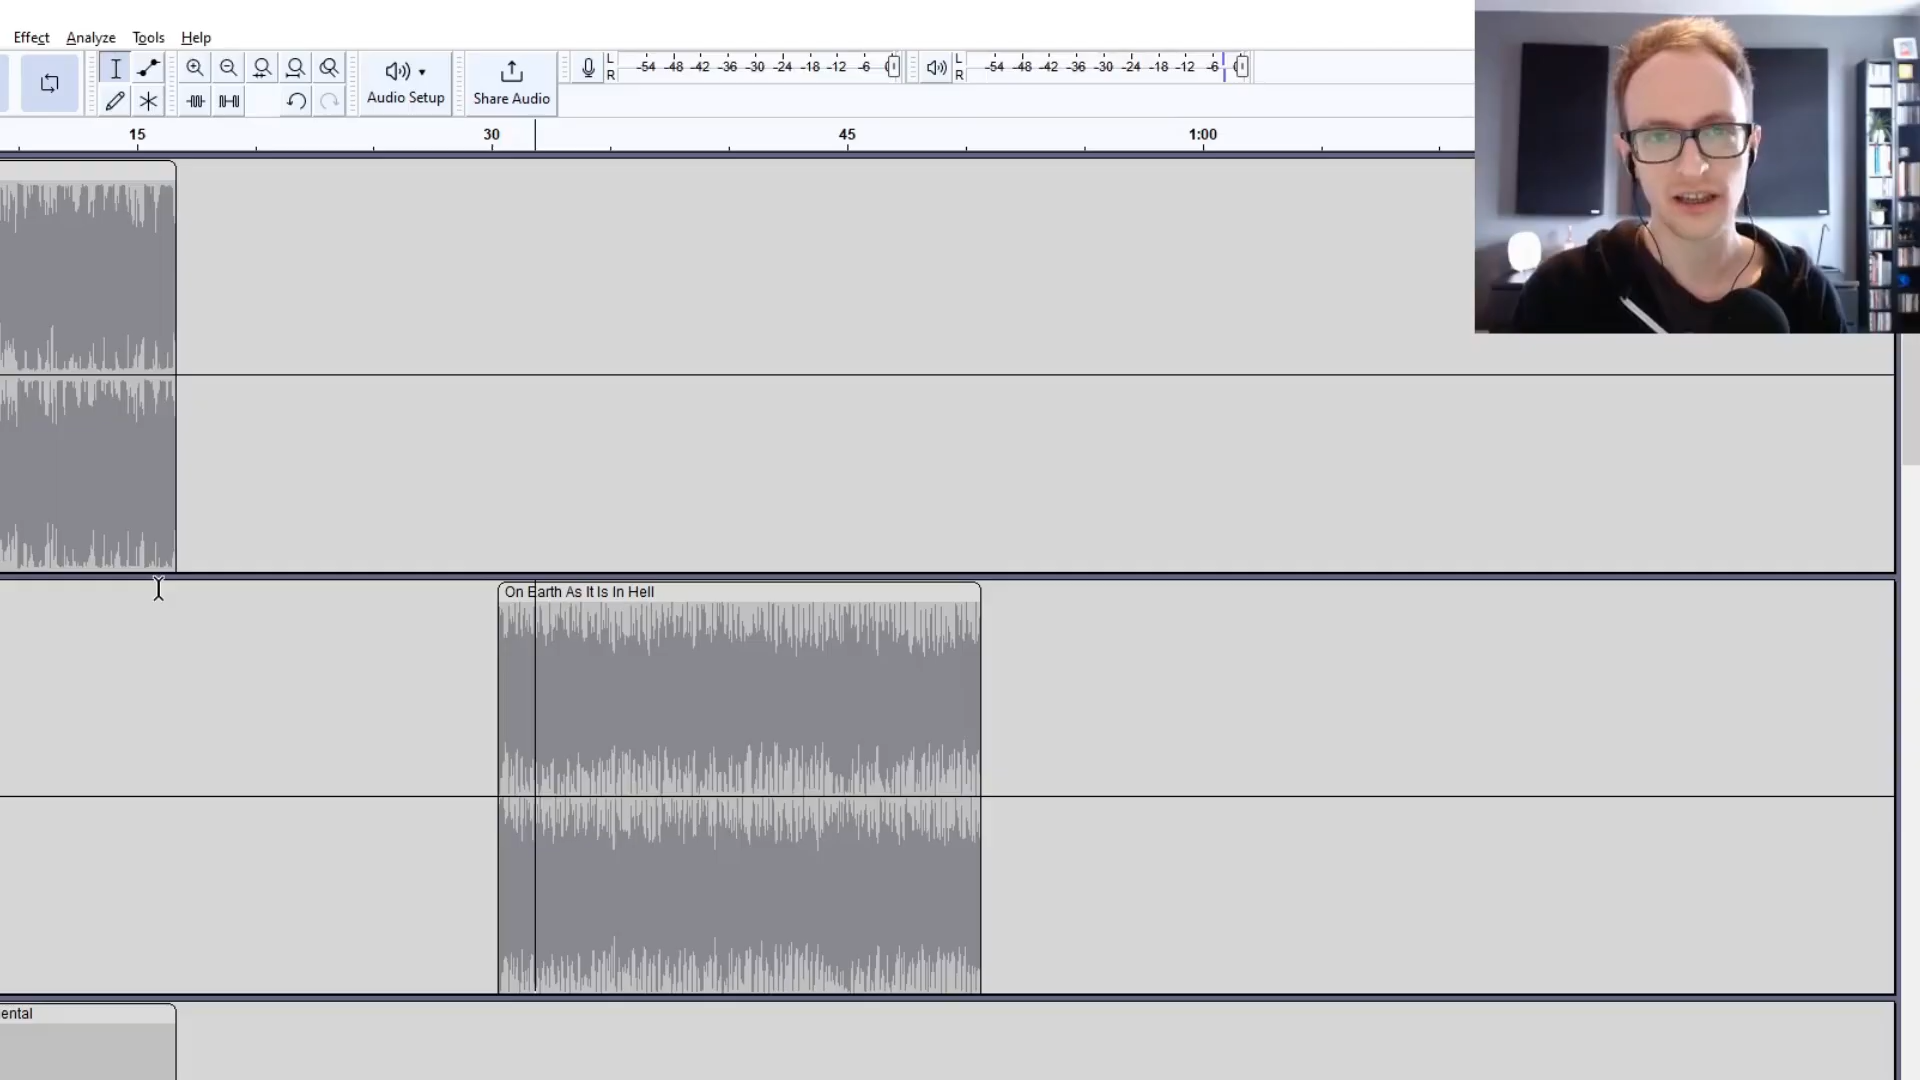 Effect Analyze Tools Help
L
R
-54 -48 -42 -36 -30 -24 -18 -12 -6 0
L
R
-54 -48 -42 -36 -30 -24 -18 -12 -6
Audio Setup
Share Audio
15 30 45 1:00
On Earth As It Is In Hell
ental